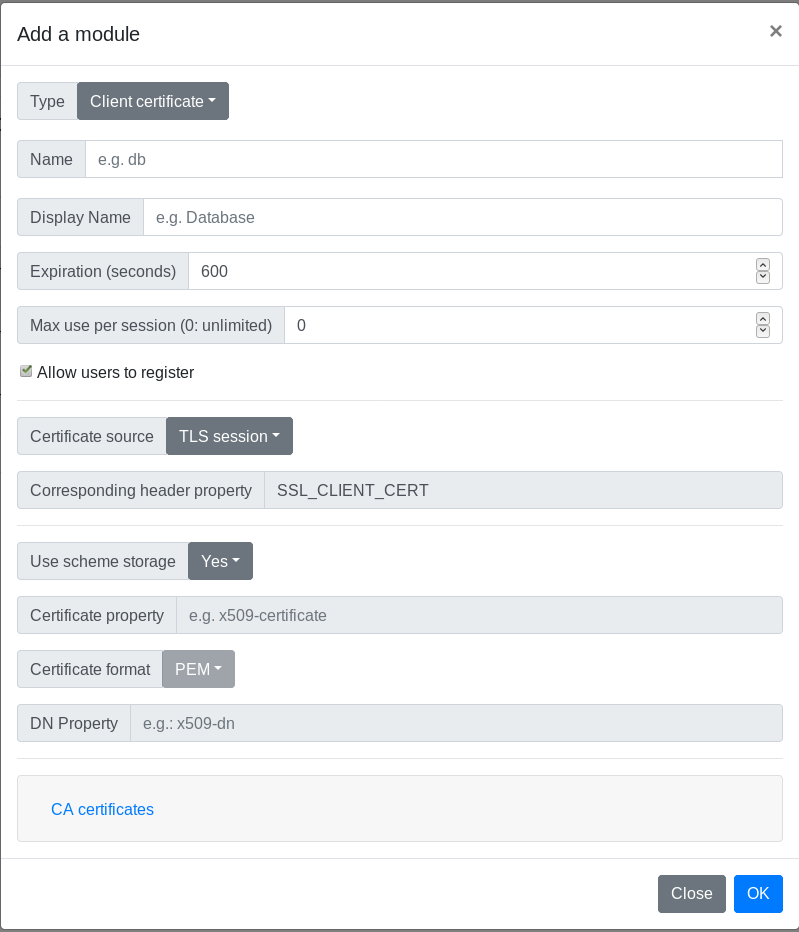 Add a module ×
Type Client certificate
Name e.g. db
Display Name e.g. Database
Expiration (seconds) 600
Max use per session (0: unlimited) 0
Allow users to register
Certificate source TLS session
Corresponding header property SSL_CLIENT_CERT
Use scheme storage Yes
Certificate property e.g. x509-certificate
Certificate format PEM
DN Property e.g.: x509-dn
CA certificates
Close OK